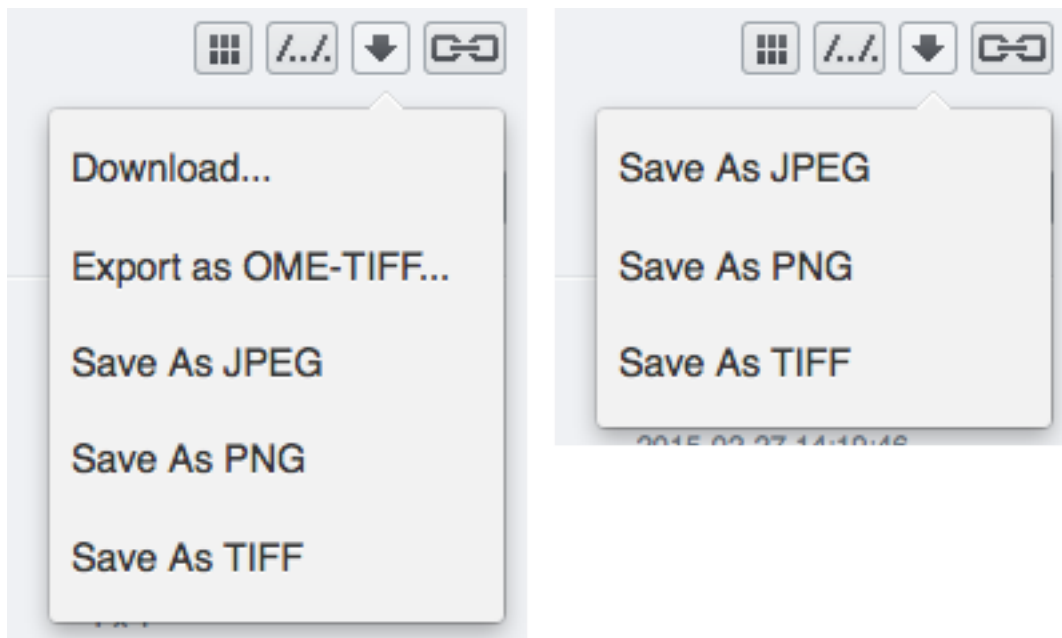 /../.
Download...
Export as OME-TIFF...
Save As JPEG
Save As PNG
Save As TIFF
/../.
Save As JPEG
Save As PNG
Save As TIFF